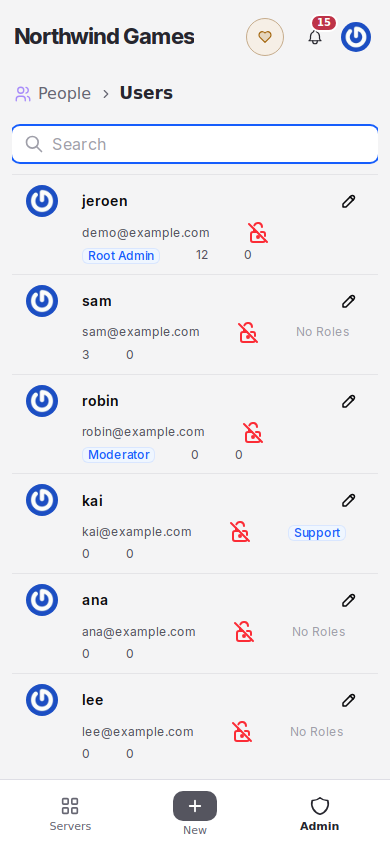 Northwind Games
15
People > Users
Search
jeroen
demo@example.com
Root Admin 12 0
sam
sam@example.com No Roles
3 0
robin
robin@example.com
Moderator 0 0
kai
kai@example.com Support
0 0
ana
ana@example.com No Roles
0 0
lee
lee@example.com No Roles
0 0
Servers New Admin